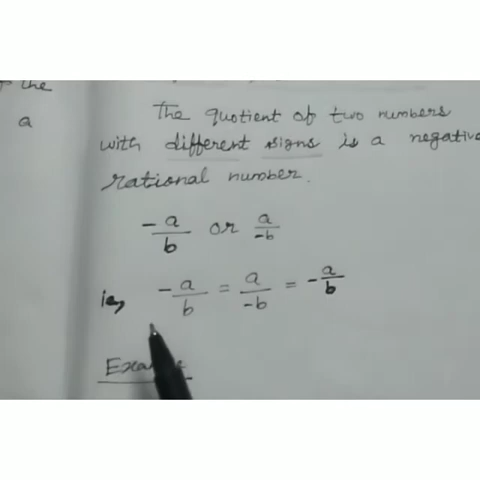 the
a
The quotient of two numbers
with different signs is a negative
rational number.
-a/b or a/-b
ie, -a/b = a/-b = -a/b